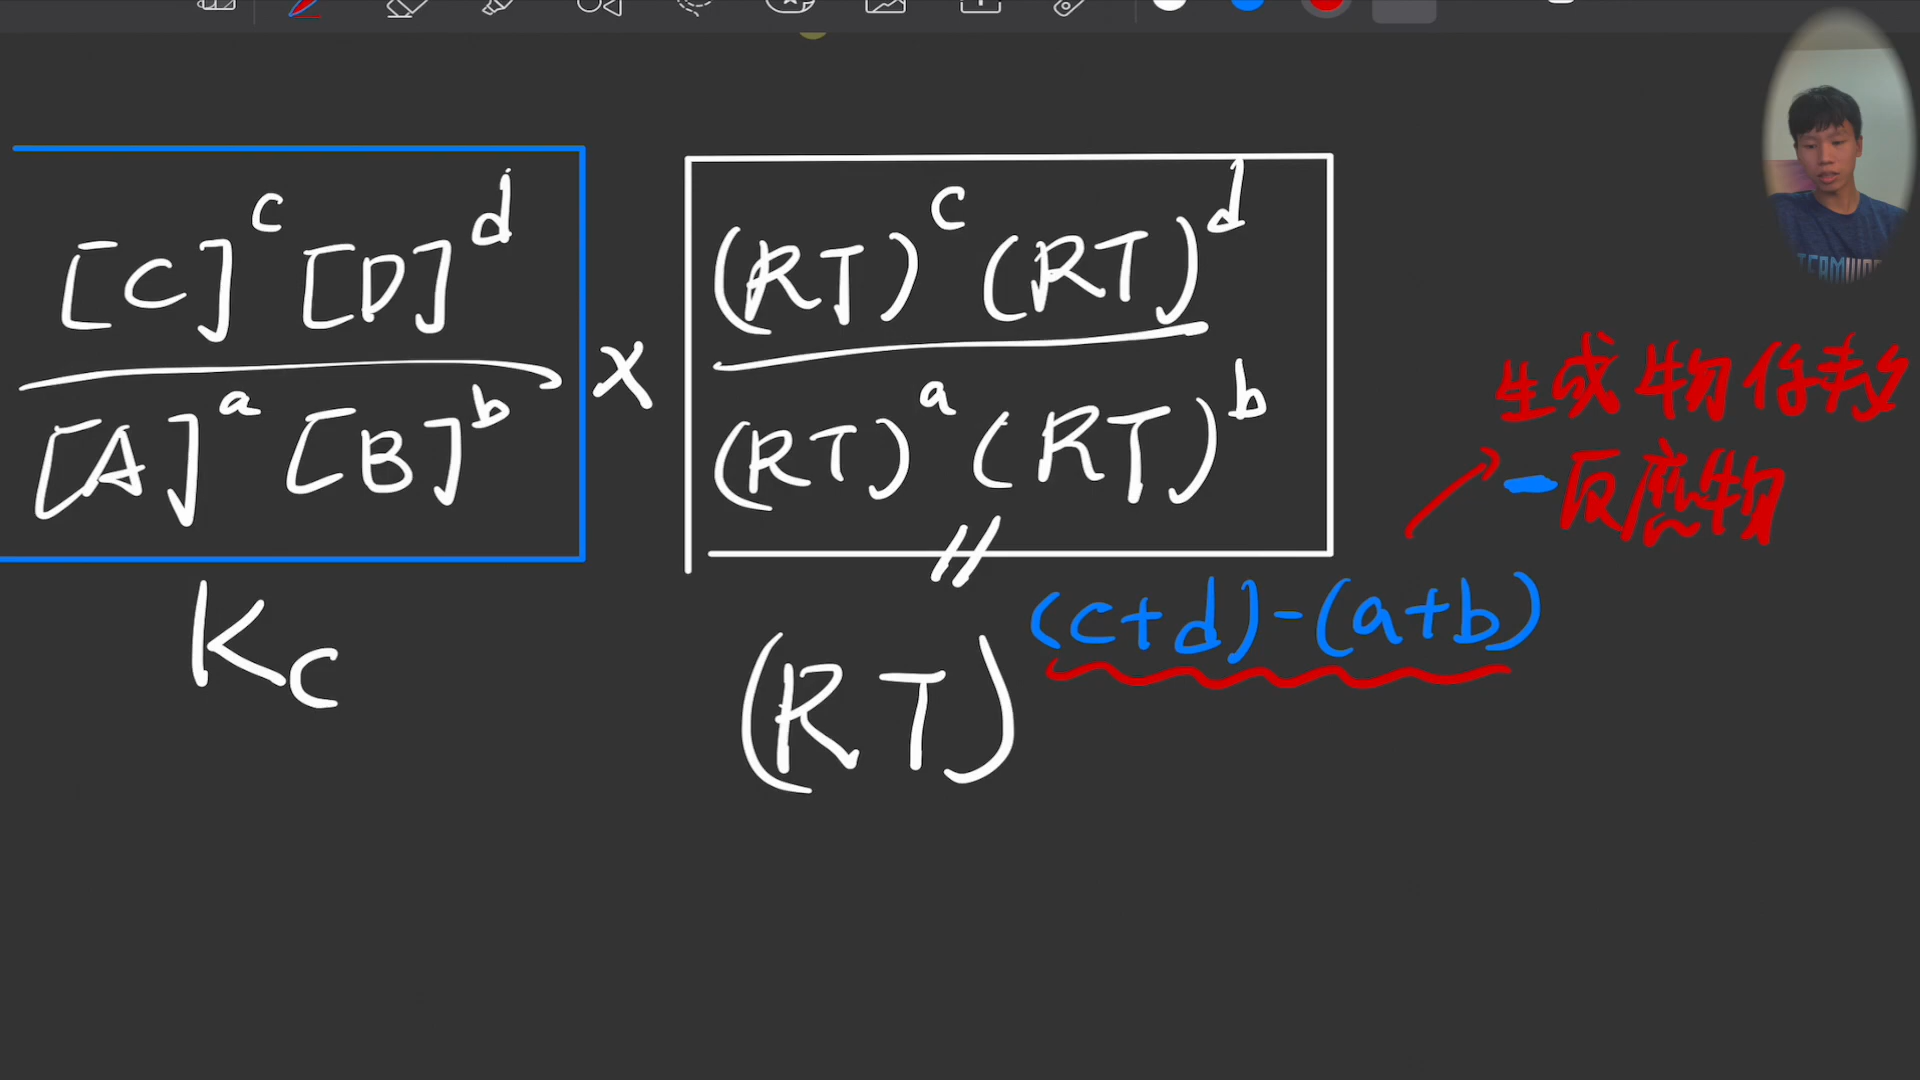 [C]^c [D]^d
[A]^a [B]^b
×
(RT)^c (RT)^d
(RT)^a (RT)^b
生成物係數
-反應物
Kc
(RT)^(c+d)-(a+b)